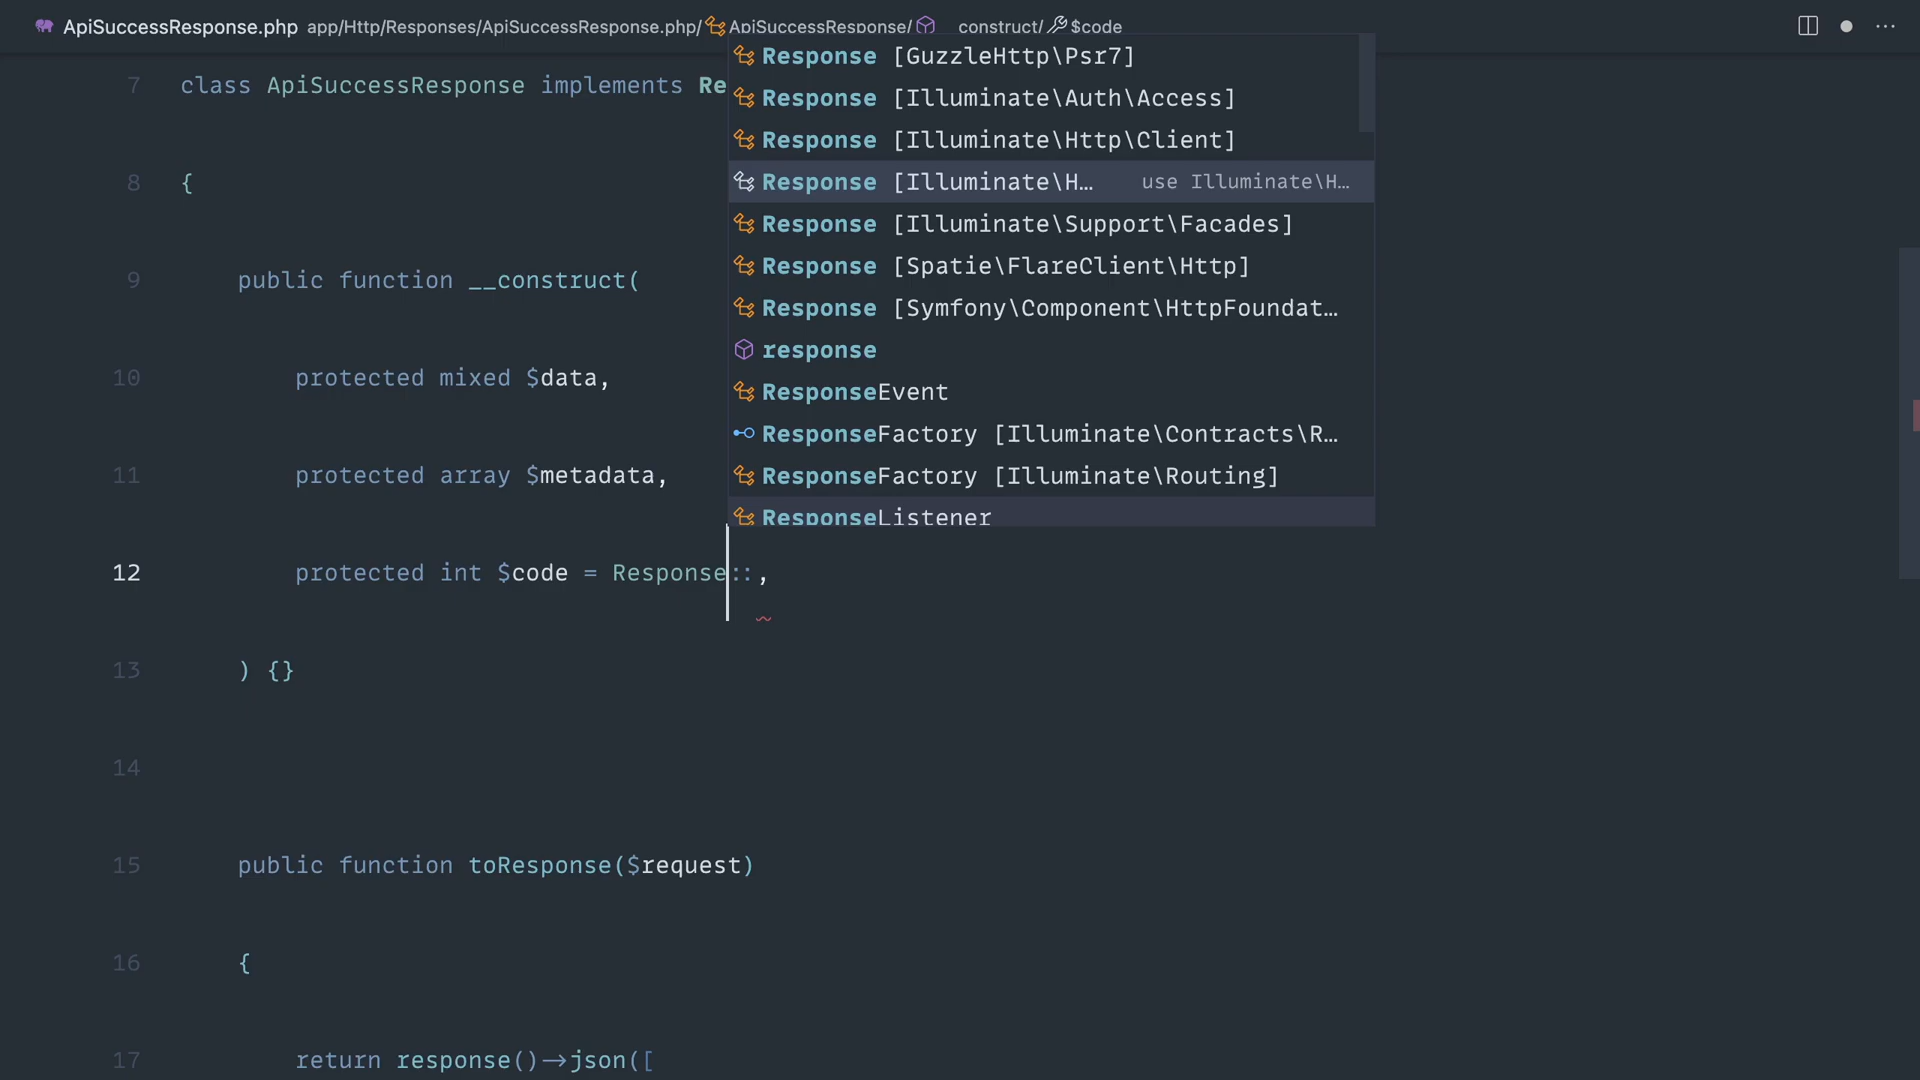 ApiSuccessResponse.php app/Http/Responses/ApiSuccessResponse.php/ ApiSuccessResponse/ __construct/ $code
7 class ApiSuccessResponse implements Re
8 {
9 public function __construct(
10 protected mixed $data,
11 protected array $metadata,
12 protected int $code = Response::,
13 ) {}
14
15 public function toResponse($request)
16 {
17 return response()->json([
Response [GuzzleHttp\Psr7]
Response [Illuminate\Auth\Access]
Response [Illuminate\Http\Client]
Response [Illuminate\H… use Illuminate\H…
Response [Illuminate\Support\Facades]
Response [Spatie\FlareClient\Http]
Response [Symfony\Component\HttpFoundat…
response
ResponseEvent
ResponseFactory [Illuminate\Contracts\R…
ResponseFactory [Illuminate\Routing]
ResponseListener